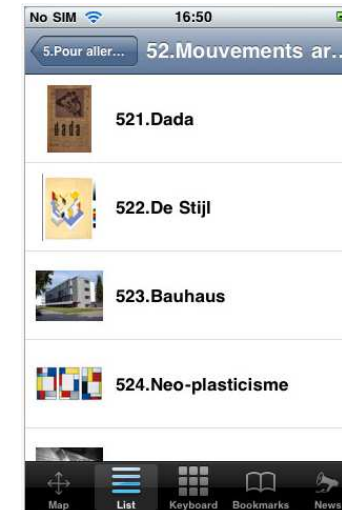 No SIM 16:50
5.Pour aller... 52.Mouvements ar...
521.Dada
522.De Stijl
523.Bauhaus
524.Neo-plasticisme
Map List Keyboard Bookmarks News